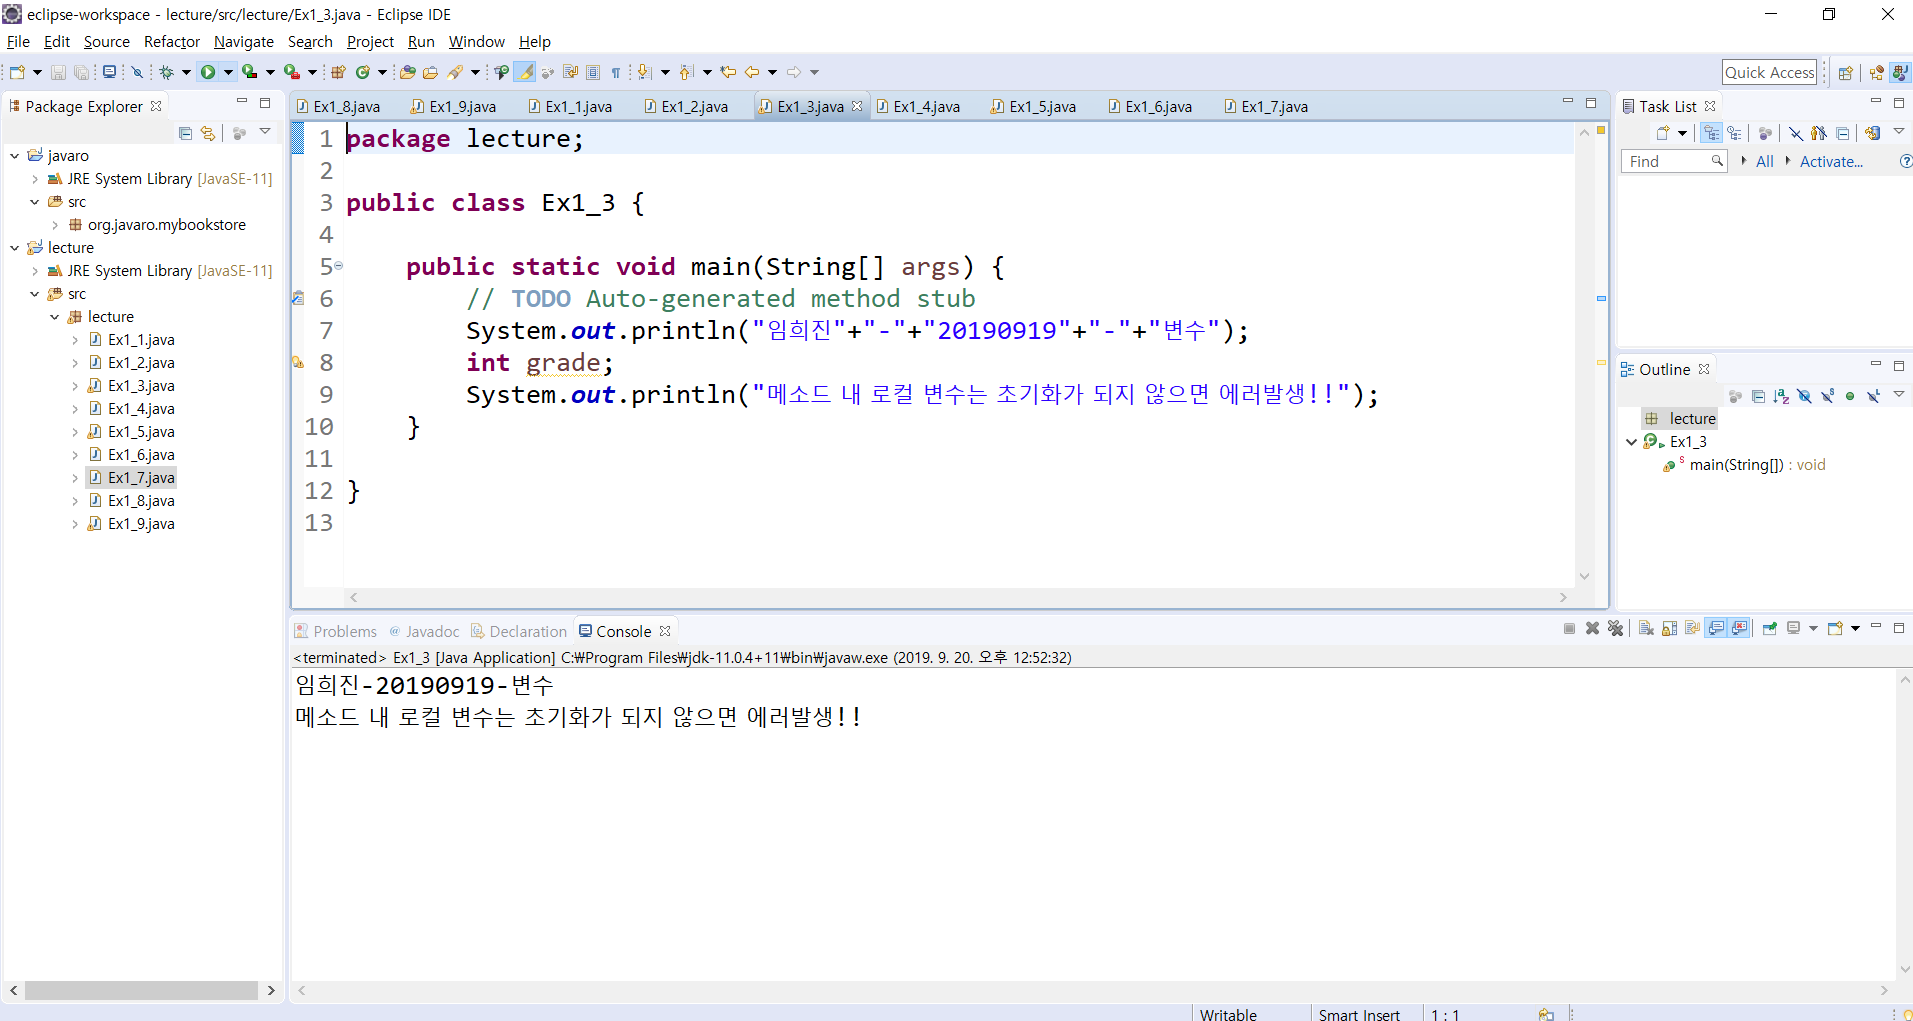 eclipse-workspace - lecture/src/lecture/Ex1_3.java - Eclipse IDE
File Edit Source Refactor Navigate Search Project Run Window Help
Quick Access
Package Explorer
javaro
JRE System Library [JavaSE-11]
src
org.javaro.mybookstore
lecture
JRE System Library [JavaSE-11]
src
lecture
Ex1_1.java
Ex1_2.java
Ex1_3.java
Ex1_4.java
Ex1_5.java
Ex1_6.java
Ex1_7.java
Ex1_8.java
Ex1_9.java
Ex1_8.java Ex1_9.java Ex1_1.java Ex1_2.java Ex1_3.java Ex1_4.java Ex1_5.java Ex1_6.java Ex1_7.java
1 package lecture;
2
3 public class Ex1_3 {
4
5 public static void main(String[] args) {
6 // TODO Auto-generated method stub
7 System.out.println("임희진"+"-"+"20190919"+"-"+"변수");
8 int grade;
9 System.out.println("메소드 내 로컬 변수는 초기화가 되지 않으면 에러발생!!");
10 }
11
12 }
13
Task List
Find All Activate...
Outline
lecture
Ex1_3
main(String[]) : void
Problems @ Javadoc Declaration Console
<terminated> Ex1_3 [Java Application] C:₩Program Files₩jdk-11.0.4+11₩bin₩javaw.exe (2019. 9. 20. 오후 12:52:32)
임희진-20190919-변수
메소드 내 로컬 변수는 초기화가 되지 않으면 에러발생!!
Writable Smart Insert 1 : 1